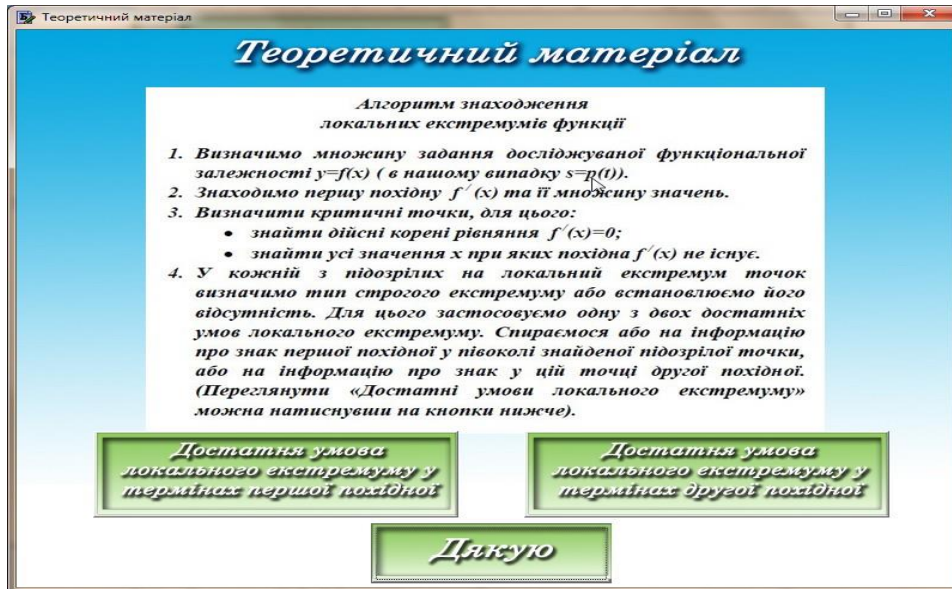 Теоретичний матеріал
Теоретичний матеріал
Алгоритм знаходження
локальних екстремумів функції
1. Визначимо множину задання досліджуваної функціональної
залежності y=f(x) ( в нашому випадку s=p(t)).
2. Знаходимо першу похідну f′(x) та її множину значень.
3. Визначити критичні точки, для цього:
• знайти дійсні корені рівняння f′(x)=0;
• знайти усі значення x при яких похідна f′(x) не існує.
4. У кожній з підозрілих на локальний екстремум точок
визначимо тип строгого екстремуму або встановлюємо його
відсутність. Для цього застосовуємо одну з двох достатніх
умов локального екстремуму. Спираємося або на інформацію
про знак першої похідної у півоколі знайденої підозрілої точки,
або на інформацію про знак у цій точці другої похідної.
(Переглянути «Достатні умови локального екстремуму»
можна натиснувши на кнопки нижче).
Достатня умова
локального екстремуму у
термінах першої похідної
Достатня умова
локального екстремуму у
термінах другої похідної
Дякую